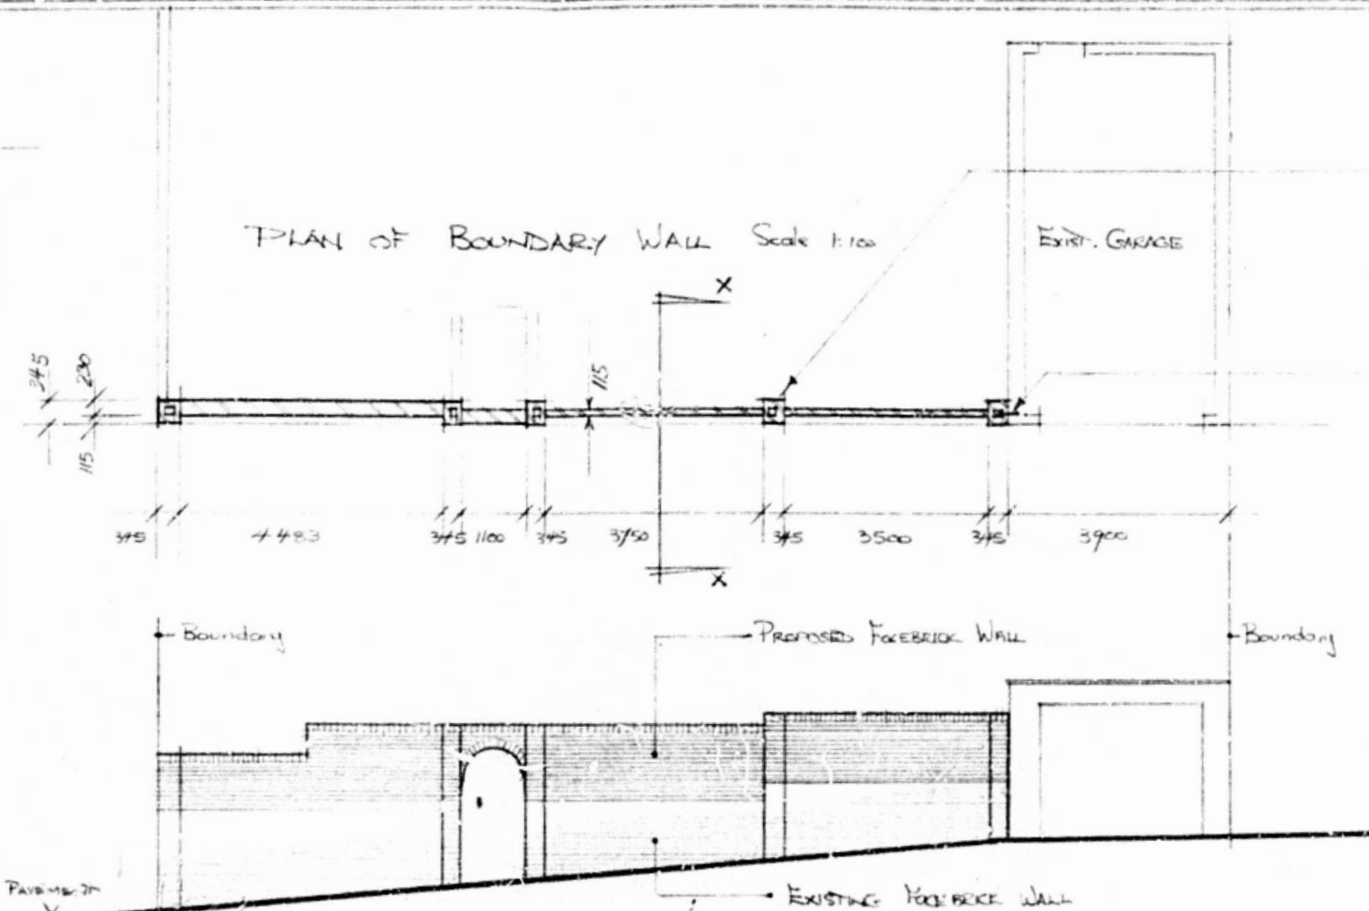 PLAN OF BOUNDARY WALL Scale 1:100
EXIST. GARAGE
X
345
230
115
115
345
4483
345
1100
345
3750
345
3500
345
3900
X
Boundary
PROPOSED FACEBRICK WALL
Boundary
PAVEMENT
EXISTING FACEBRICK WALL